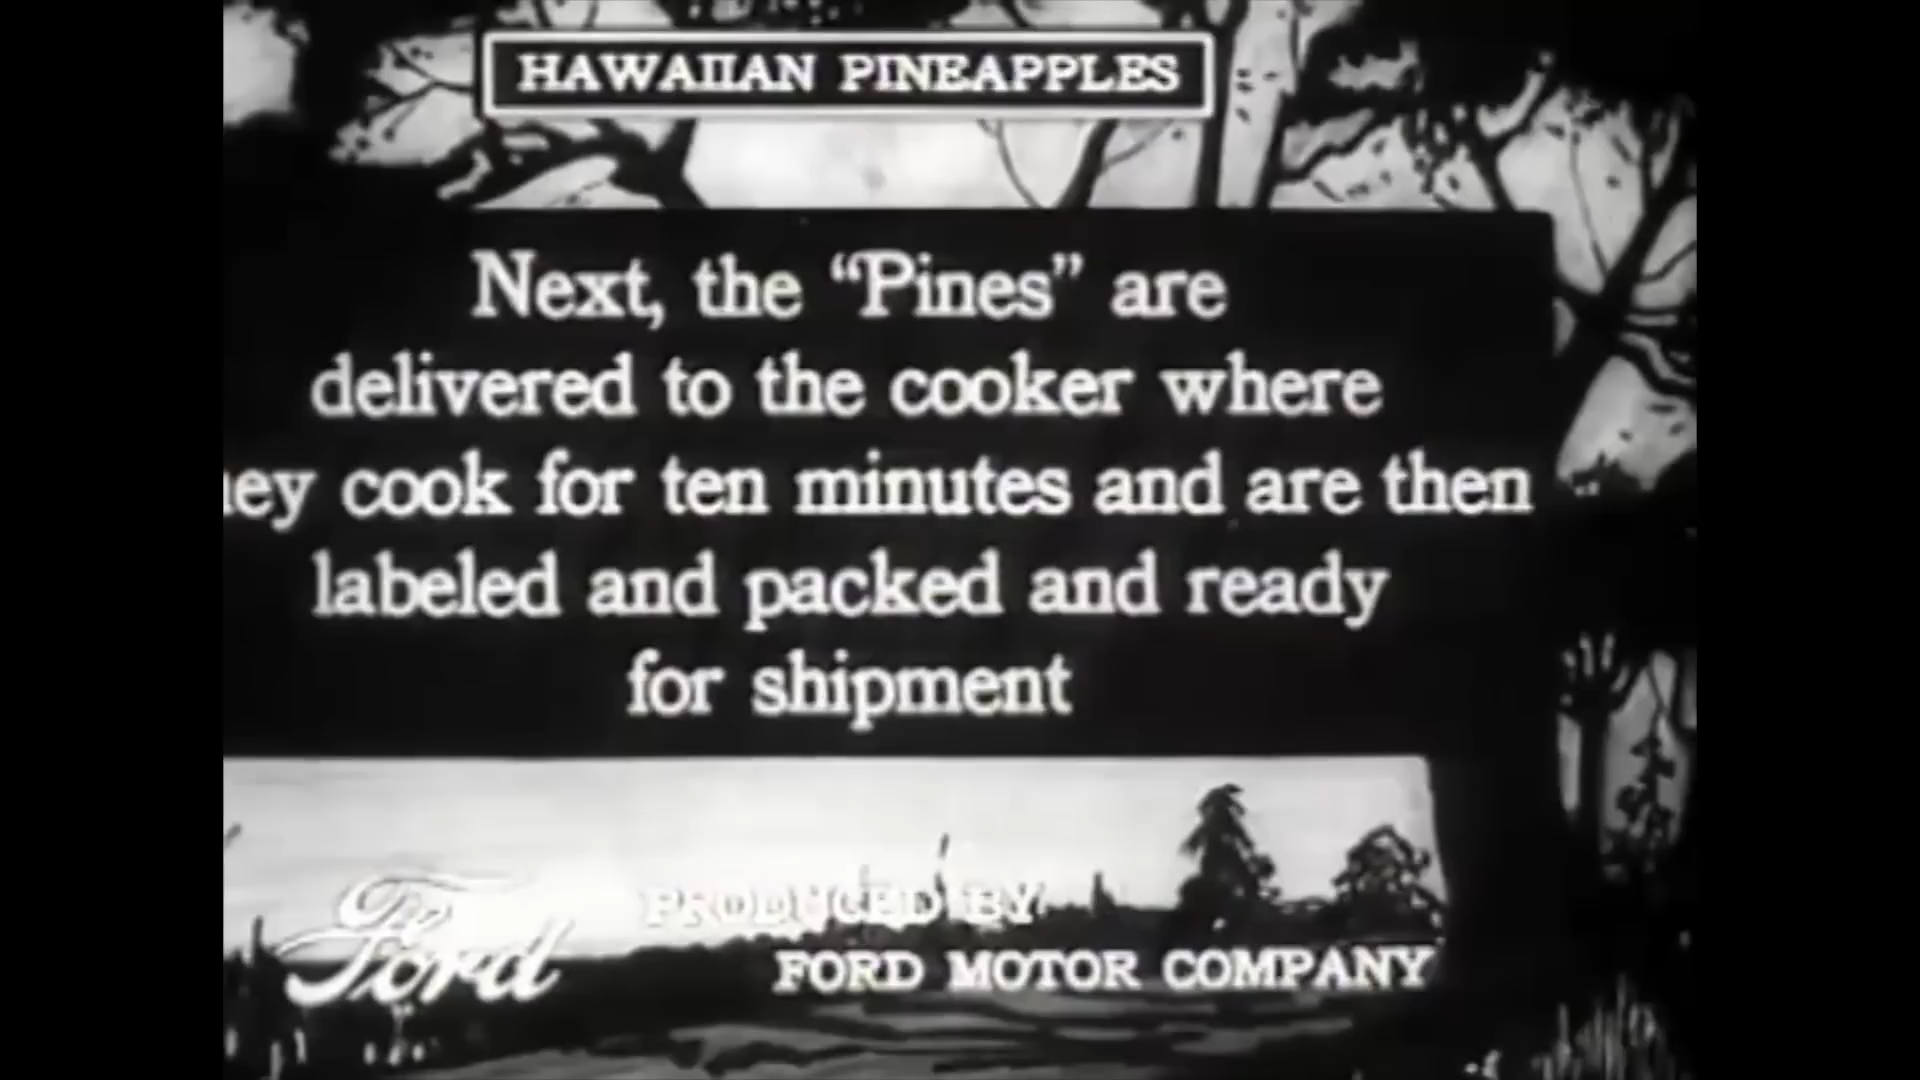 HAWAIIAN PINEAPPLES
Next, the “Pines” are
delivered to the cooker where
ey cook for ten minutes and are then
labeled and packed and ready
for shipment
Ford
PRODUCED BY
FORD MOTOR COMPANY